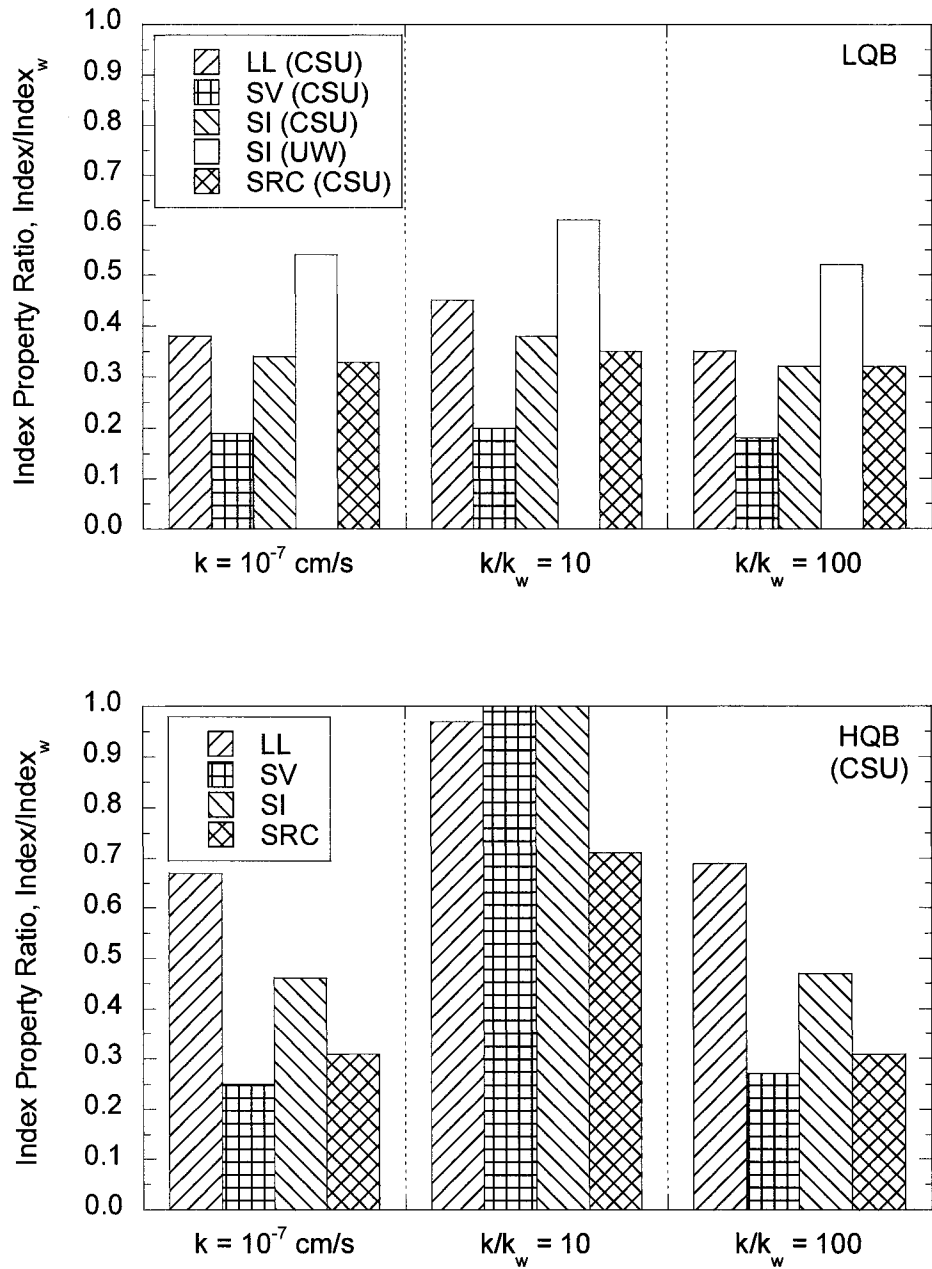 Index Property Ratio, Index/Index_w
1.0
0.9
0.8
0.7
0.6
0.5
0.4
0.3
0.2
0.1
0.0
LL (CSU)
SV (CSU)
SI (CSU)
SI (UW)
SRC (CSU)
LQB
k = 10^-7 cm/s
k/k_w = 10
k/k_w = 100
Index Property Ratio, Index/Index_w
1.0
0.9
0.8
0.7
0.6
0.5
0.4
0.3
0.2
0.1
0.0
LL
SV
SI
SRC
HQB
(CSU)
k = 10^-7 cm/s
k/k_w = 10
k/k_w = 100